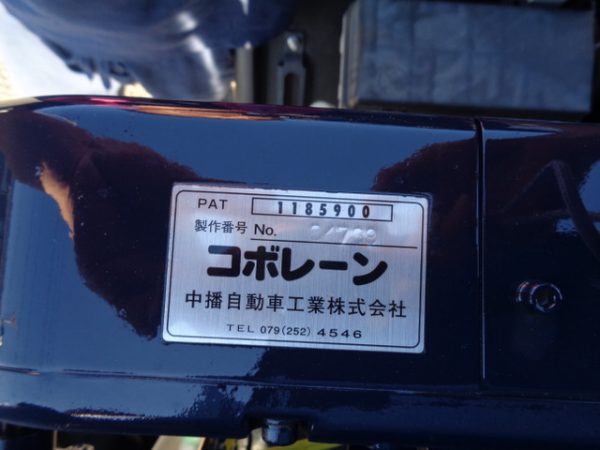 PAT 1185900
製作番号 No.
コボレーン
中播自動車工業株式会社
TEL 079(252)4546